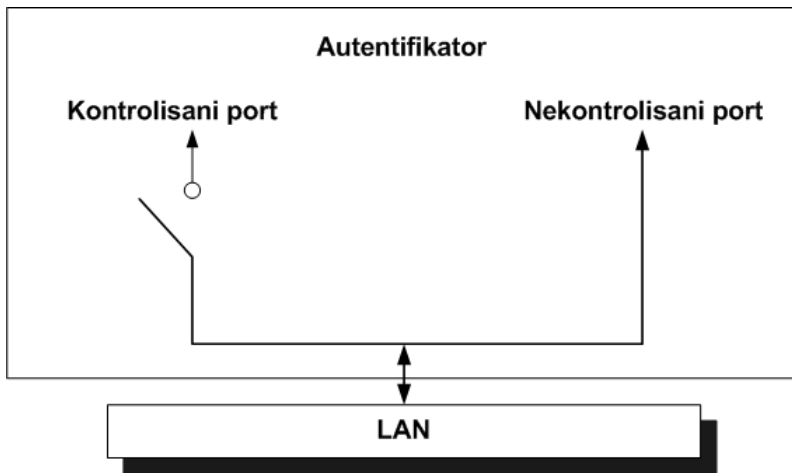 Autentifikator
Kontrolisani port
Nekontrolisani port
LAN